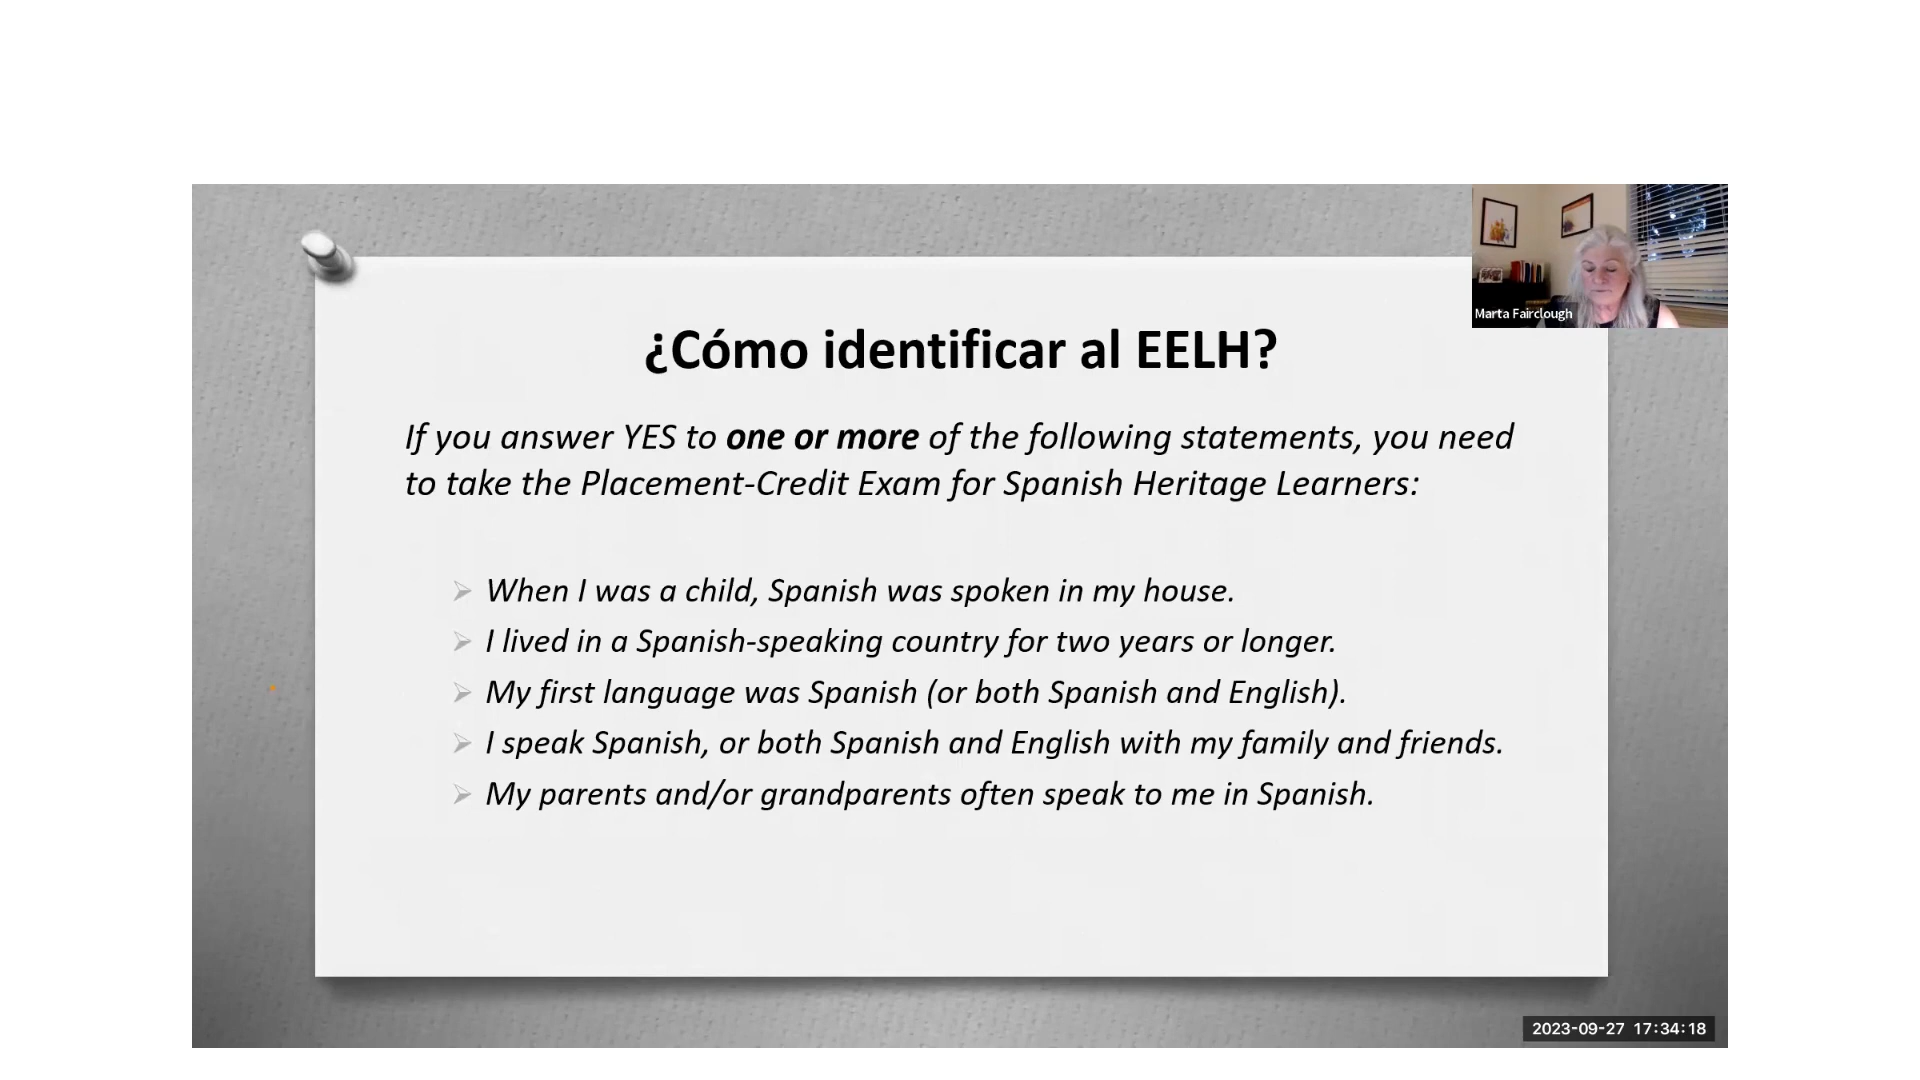 Marta Fairclough
¿Cómo identificar al EELH?
If you answer YES to one or more of the following statements, you need
to take the Placement-Credit Exam for Spanish Heritage Learners:
When I was a child, Spanish was spoken in my house.
I lived in a Spanish-speaking country for two years or longer.
My first language was Spanish (or both Spanish and English).
I speak Spanish, or both Spanish and English with my family and friends.
My parents and/or grandparents often speak to me in Spanish.
2023-09-27 17:34:18